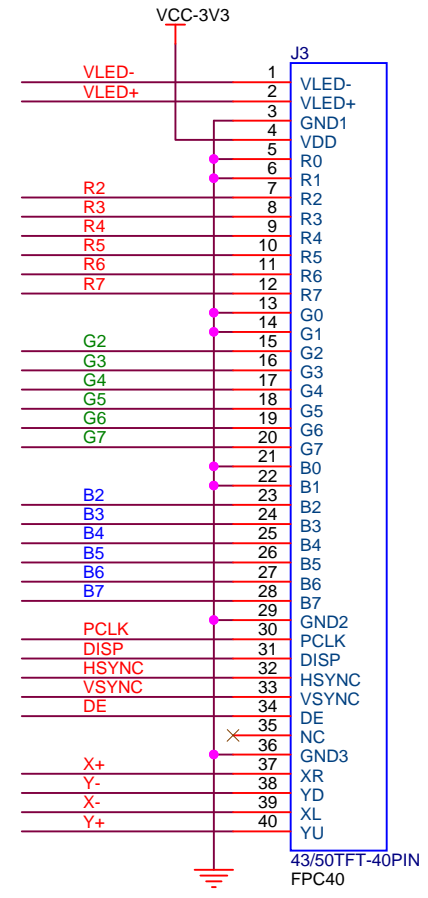 VCC-3V3
J3
VLED- 1 VLED-
VLED+ 2 VLED+
3 GND1
4 VDD
5 R0
6 R1
R2 7 R2
R3 8 R3
R4 9 R4
R5 10 R5
R6 11 R6
R7 12 R7
13 G0
14 G1
G2 15 G2
G3 16 G3
G4 17 G4
G5 18 G5
G6 19 G6
G7 20 G7
21 B0
22 B1
B2 23 B2
B3 24 B3
B4 25 B4
B5 26 B5
B6 27 B6
B7 28 B7
29 GND2
PCLK 30 PCLK
DISP 31 DISP
HSYNC 32 HSYNC
VSYNC 33 VSYNC
DE 34 DE
35 NC
36 GND3
X+ 37 XR
Y- 38 YD
X- 39 XL
Y+ 40 YU
43/50TFT-40PIN
FPC40